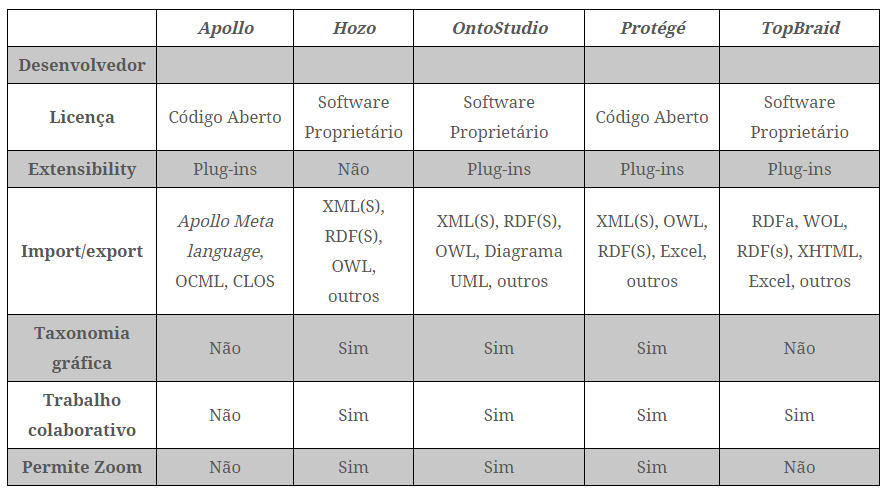 Apollo Hozo OntoStudio Protégé TopBraid
Desenvolvedor
Licença Código Aberto Software Proprietário Software Proprietário Código Aberto Software Proprietário
Extensibility Plug-ins Não Plug-ins Plug-ins Plug-ins
Import/export Apollo Meta language, OCML, CLOS XML(S), RDF(S), OWL, outros XML(S), RDF(S), OWL, Diagrama UML, outros XML(S), OWL, RDF(S), Excel, outros RDFa, WOL, RDF(s), XHTML, Excel, outros
Taxonomia gráfica Não Sim Sim Sim Não
Trabalho colaborativo Não Sim Sim Sim Sim
Permite Zoom Não Sim Sim Sim Não